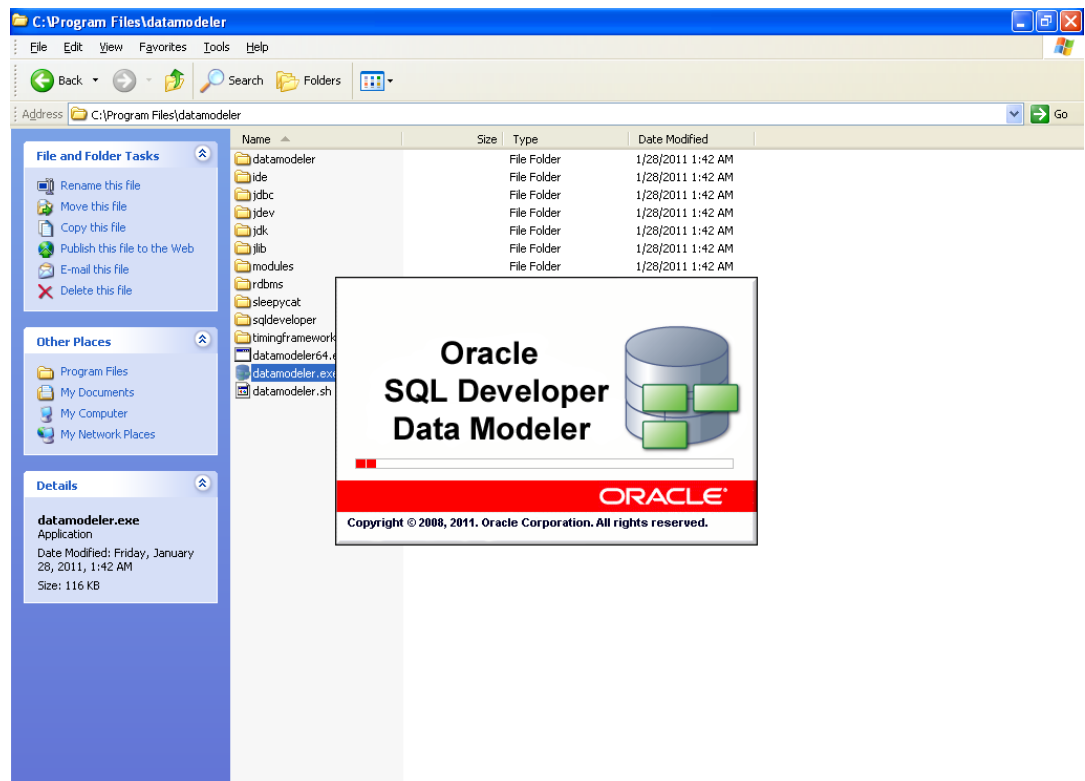 C:\Program Files\datamodeler
File Edit View Favorites Tools Help
Back Search Folders
Address C:\Program Files\datamodeler Go
Name Size Type Date Modified
File and Folder Tasks
Rename this file
Move this file
Copy this file
Publish this file to the Web
E-mail this file
Delete this file
Other Places
Program Files
My Documents
My Computer
My Network Places
Details
datamodeler.exe
Application
Date Modified: Friday, January
28, 2011, 1:42 AM
Size: 116 KB
datamodeler File Folder 1/28/2011 1:42 AM
ide File Folder 1/28/2011 1:42 AM
jdbc File Folder 1/28/2011 1:42 AM
jdev File Folder 1/28/2011 1:42 AM
jdk File Folder 1/28/2011 1:42 AM
jlib File Folder 1/28/2011 1:42 AM
modules File Folder 1/28/2011 1:42 AM
rdbms
sleepycat
sqldeveloper
timingframework
datamodeler64.e
datamodeler.exe
datamodeler.sh
Oracle
SQL Developer
Data Modeler
ORACLE
Copyright © 2008, 2011. Oracle Corporation. All rights reserved.